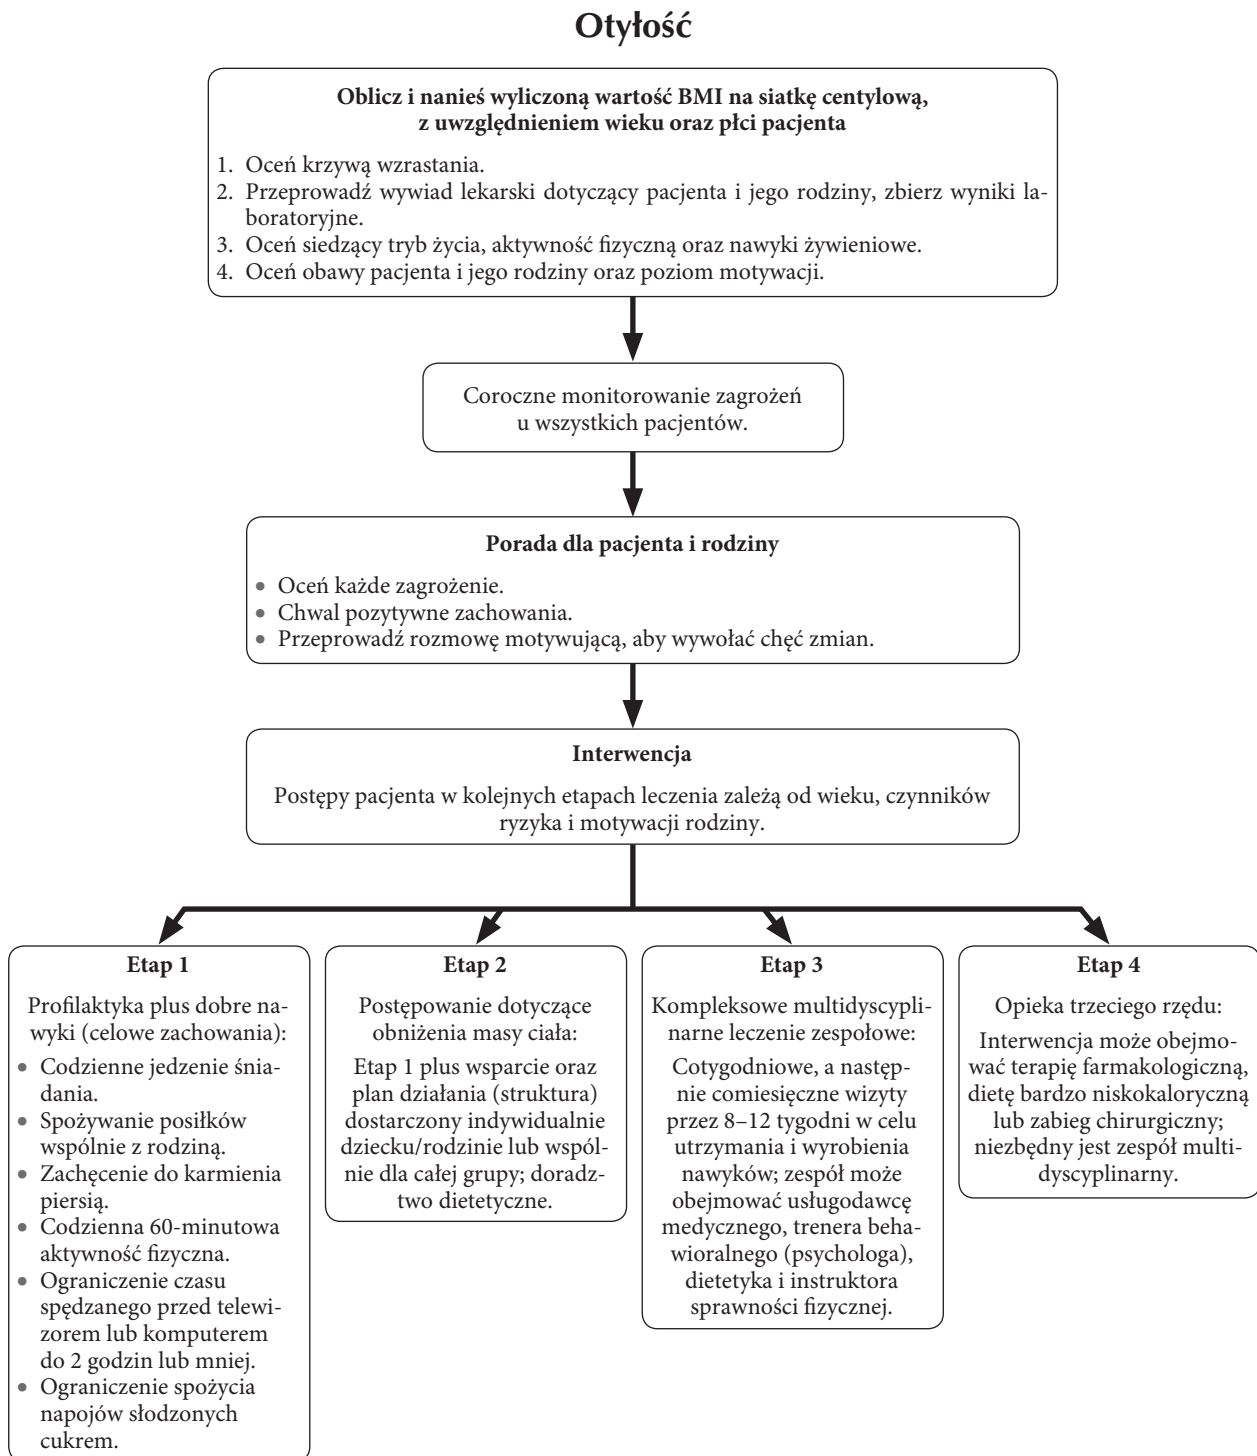 Otyłość
Oblicz i nanieś wyliczoną wartość BMI na siatkę centylową,
z uwzględnieniem wieku oraz płci pacjenta
1. Oceń krzywą wzrastania.
2. Przeprowadź wywiad lekarski dotyczący pacjenta i jego rodziny, zbierz wyniki la-
boratoryjne.
3. Oceń siedzący tryb życia, aktywność fizyczną oraz nawyki żywieniowe.
4. Oceń obawy pacjenta i jego rodziny oraz poziom motywacji.
Coroczne monitorowanie zagrożeń
u wszystkich pacjentów.
Porada dla pacjenta i rodziny
• Oceń każde zagrożenie.
• Chwal pozytywne zachowania.
• Przeprowadź rozmowę motywującą, aby wywołać chęć zmian.
Interwencja
Postępy pacjenta w kolejnych etapach leczenia zależą od wieku, czynników
ryzyka i motywacji rodziny.
Etap 1
Profilaktyka plus dobre na-
wyki (celowe zachowania):
• Codzienne jedzenie śnia-
dania.
• Spożywanie posiłków
wspólnie z rodziną.
• Zachęcenie do karmienia
piersią.
• Codzienna 60-minutowa
aktywność fizyczna.
• Ograniczenie czasu
spędzanego przed telewi-
zorem lub komputerem
do 2 godzin lub mniej.
• Ograniczenie spożycia
napojów słodzonych
cukrem.
Etap 2
Postępowanie dotyczące
obniżenia masy ciała:
Etap 1 plus wsparcie oraz
plan działania (struktura)
dostarczony indywidualnie
dziecku/rodzinie lub wspól-
nie dla całej grupy; doradz-
two dietetyczne.
Etap 3
Kompleksowe multidyscypli-
narne leczenie zespołowe:
Cotygodniowe, a następ-
nie comiesięczne wizyty
przez 8–12 tygodni w celu
utrzymania i wyrobienia
nawyków; zespół może
obejmować usługodawcę
medycznego, trenera beha-
wioralnego (psychologa),
dietetyka i instruktora
sprawności fizycznej.
Etap 4
Opieka trzeciego rzędu:
Interwencja może obejmo-
wać terapię farmakologiczną,
dietę bardzo niskokaloryczną
lub zabieg chirurgiczny;
niezbędny jest zespół multi-
dyscyplinarny.